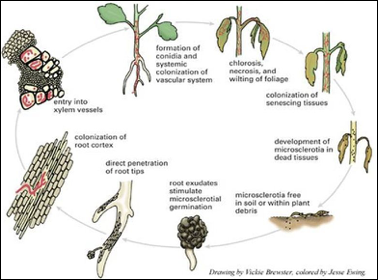 formation of
conidia and
systemic
colonization of
vascular system
chlorosis,
necrosis, and
wilting of foliage
colonization of
senescing tissues
development of
microsclerotia in
dead tissues
microsclerotia free
in soil or within plant
debris
root exudates
stimulate
microsclerotial
germination
direct penetration
of root tips
colonization of
root cortex
entry into
xylem vessels
Drawing by Vickie Brewster, colored by Jesse Ewing.